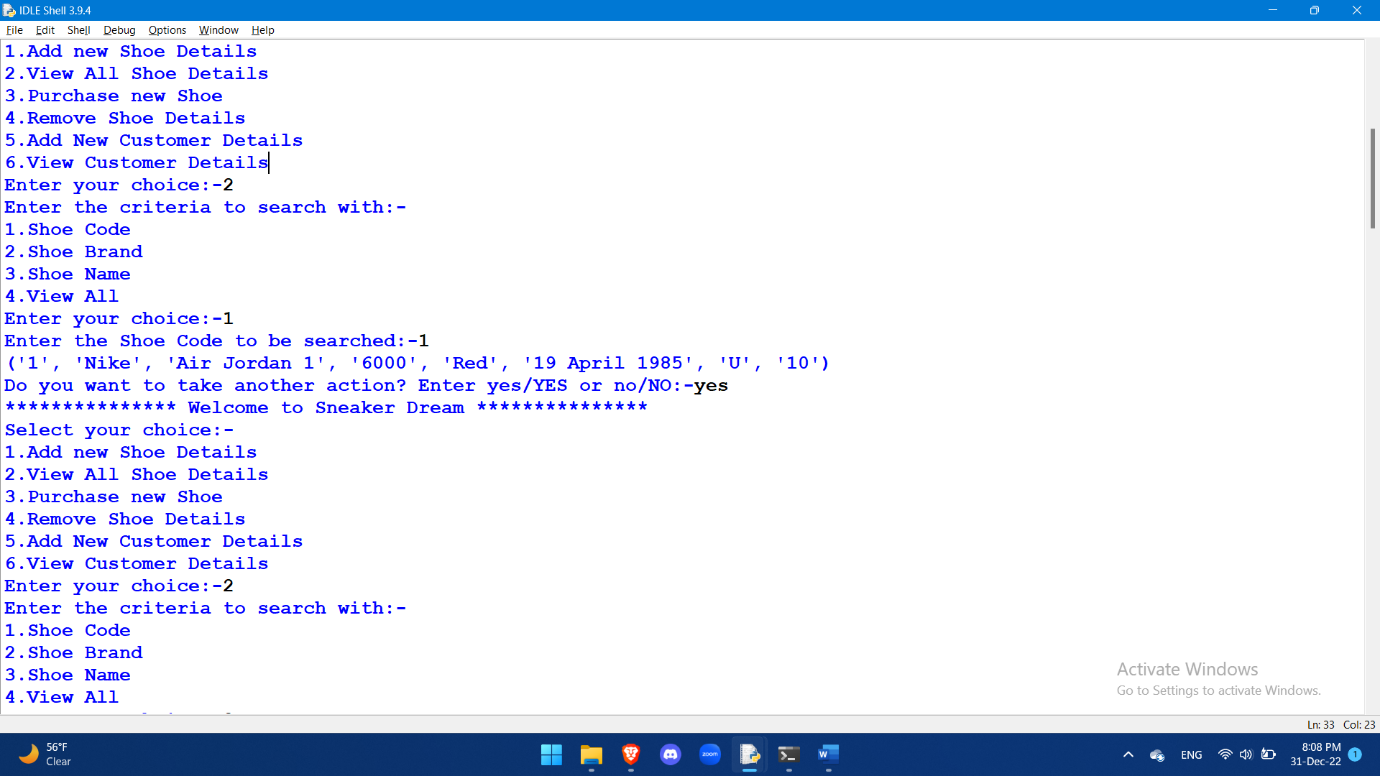 IDLE Shell 3.9.4
File Edit Shell Debug Options Window Help
1.Add new Shoe Details
2.View All Shoe Details
3.Purchase new Shoe
4.Remove Shoe Details
5.Add New Customer Details
6.View Customer Details
Enter your choice:-2
Enter the criteria to search with:-
1.Shoe Code
2.Shoe Brand
3.Shoe Name
4.View All
Enter your choice:-1
Enter the Shoe Code to be searched:-1
('1', 'Nike', 'Air Jordan 1', '6000', 'Red', '19 April 1985', 'U', '10')
Do you want to take another action? Enter yes/YES or no/NO:-yes
*************** Welcome to Sneaker Dream ***************
Select your choice:-
1.Add new Shoe Details
2.View All Shoe Details
3.Purchase new Shoe
4.Remove Shoe Details
5.Add New Customer Details
6.View Customer Details
Enter your choice:-2
Enter the criteria to search with:-
1.Shoe Code
2.Shoe Brand
3.Shoe Name
4.View All
Activate Windows
Go to Settings to activate Windows.
Ln: 33 Col: 23
56°F
Clear
zoom
W
ENG
8:08 PM
31-Dec-22
1